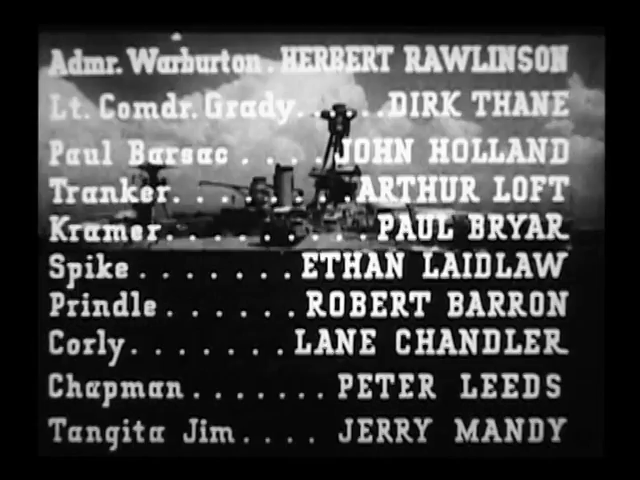 Admr. Warburton. HERBERT RAWLINSON
Lt. Comdr. Grady......DIRK THANE
Paul Barsac .....JOHN HOLLAND
Tranker.........ARTHUR LOFT
Kramer..........PAUL BRYAR
Spike.......ETHAN LAIDLAW
Prindle......ROBERT BARRON
Corly.......LANE CHANDLER
Chapman.......PETER LEEDS
Tangita Jim....JERRY MANDY